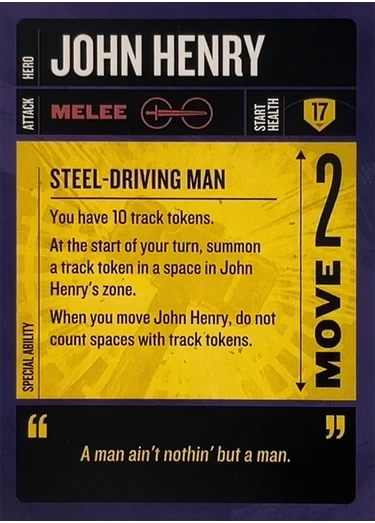 HERO
JOHN HENRY
ATTACK
MELEE
START
HEALTH
17
SPECIAL ABILITY
STEEL-DRIVING MAN
You have 10 track tokens.
At the start of your turn, summon
a track token in a space in John
Henry's zone.
When you move John Henry, do not
count spaces with track tokens.
MOVE 2
“ ”
A man ain't nothin' but a man.